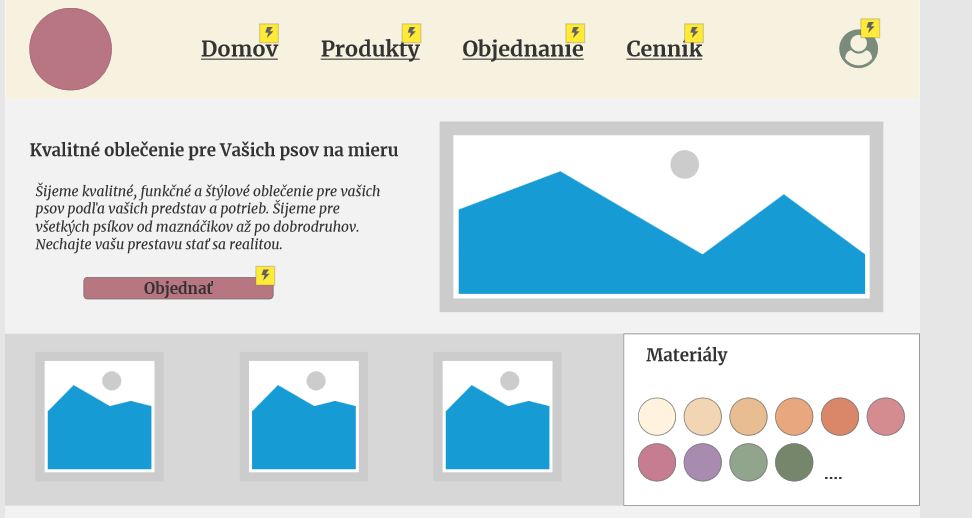 Domov Produkty Objednanie Cenník
Kvalitné oblečenie pre Vašich psov na mieru
Šijeme kvalitné, funkčné a štýlové oblečenie pre vašich
psov podľa vašich predstav a potrieb. Šijeme pre
všetkých psíkov od maznáčikov až po dobrodruhov.
Nechajte vašu prestavu stať sa realitou.
Objednať
Materiály
....